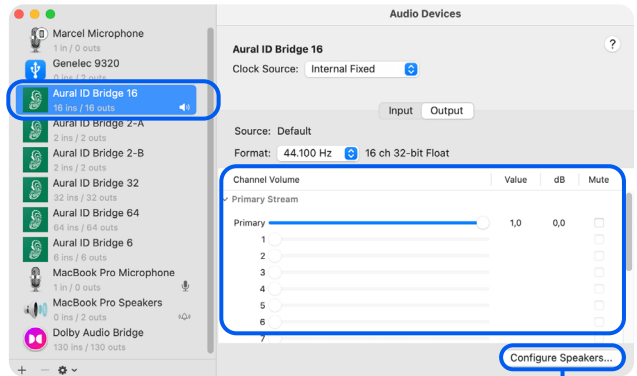 Audio Devices
Marcel Microphone
1 in / 0 outs
Genelec 9320
0 ins / 2 outs
Aural ID Bridge 16
16 ins / 16 outs
Aural ID Bridge 2-A
2 ins / 2 outs
Aural ID Bridge 2-B
2 ins / 2 outs
Aural ID Bridge 32
32 ins / 32 outs
Aural ID Bridge 64
64 ins / 64 outs
Aural ID Bridge 6
6 ins / 6 outs
MacBook Pro Microphone
1 in / 0 outs
MacBook Pro Speakers
0 ins / 2 outs
Dolby Audio Bridge
130 ins / 130 outs
Aural ID Bridge 16
?
Clock Source: Internal Fixed
Input Output
Source: Default
Format: 44.100 Hz 16 ch 32-bit Float
Channel Volume Value dB Mute
Primary Stream
Primary 1,0 0,0
1
2
3
4
5
6
7
Configure Speakers...